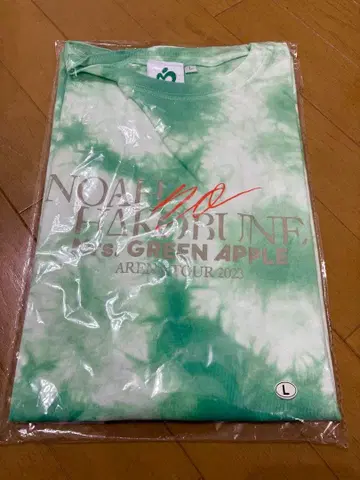 L
NOAH no
HAKOBUNE.
Mrs. GREEN APPLE
ARENA TOUR 2023
L